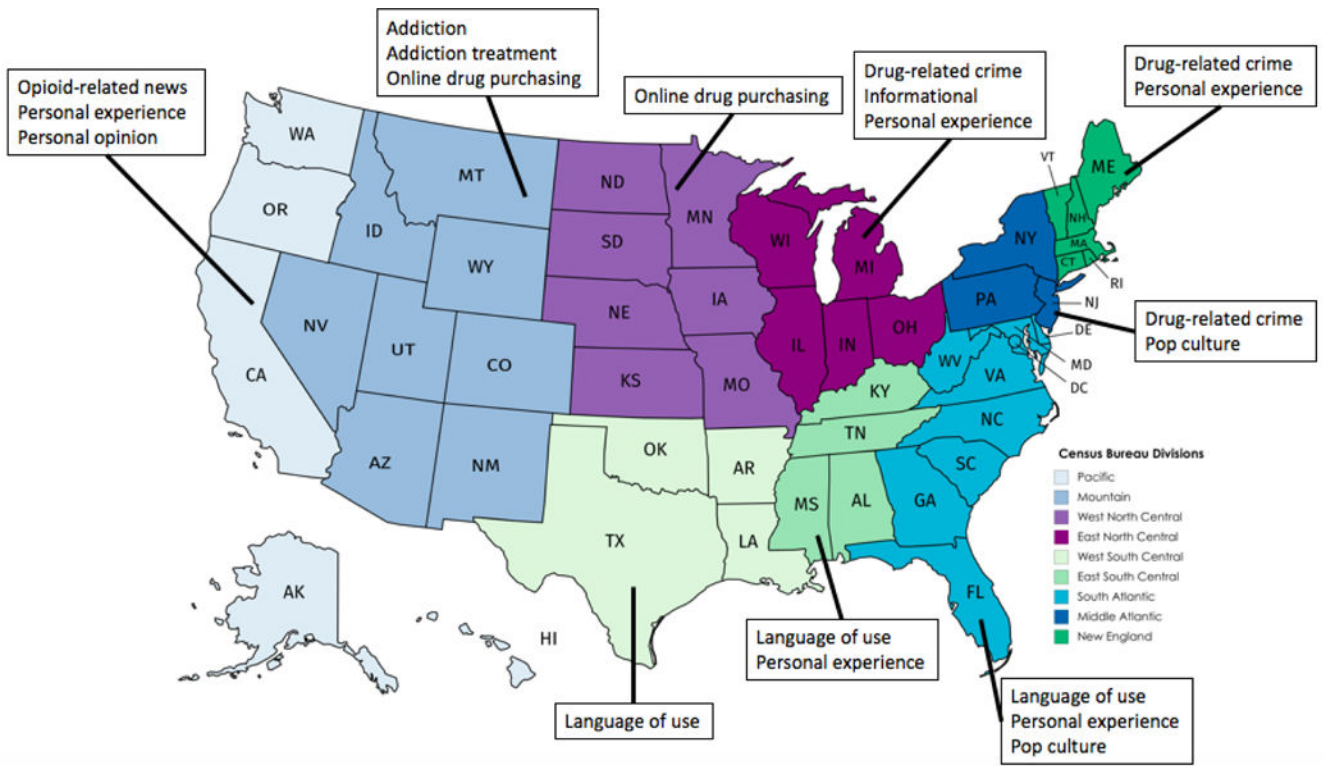 Addiction
Addiction treatment
Online drug purchasing
Opioid-related news
Personal experience
Personal opinion
Online drug purchasing
Drug-related crime
Informational
Personal experience
Drug-related crime
Personal experience
WA
OR
CA
NV
ID
MT
WY
UT
CO
AZ
NM
ND
SD
NE
KS
MN
IA
MO
WI
MI
IL
IN
OH
OK
AR
TX
LA
KY
TN
MS
AL
WV
VA
NC
SC
GA
FL
NY
PA
VT
ME
NH
MA
CT
RI
NJ
DE
MD
DC
AK
HI
Drug-related crime
Pop culture
Census Bureau Divisions
Pacific
Mountain
West North Central
East North Central
West South Central
East South Central
South Atlantic
Middle Atlantic
New England
Language of use
Personal experience
Language of use
Language of use
Personal experience
Pop culture